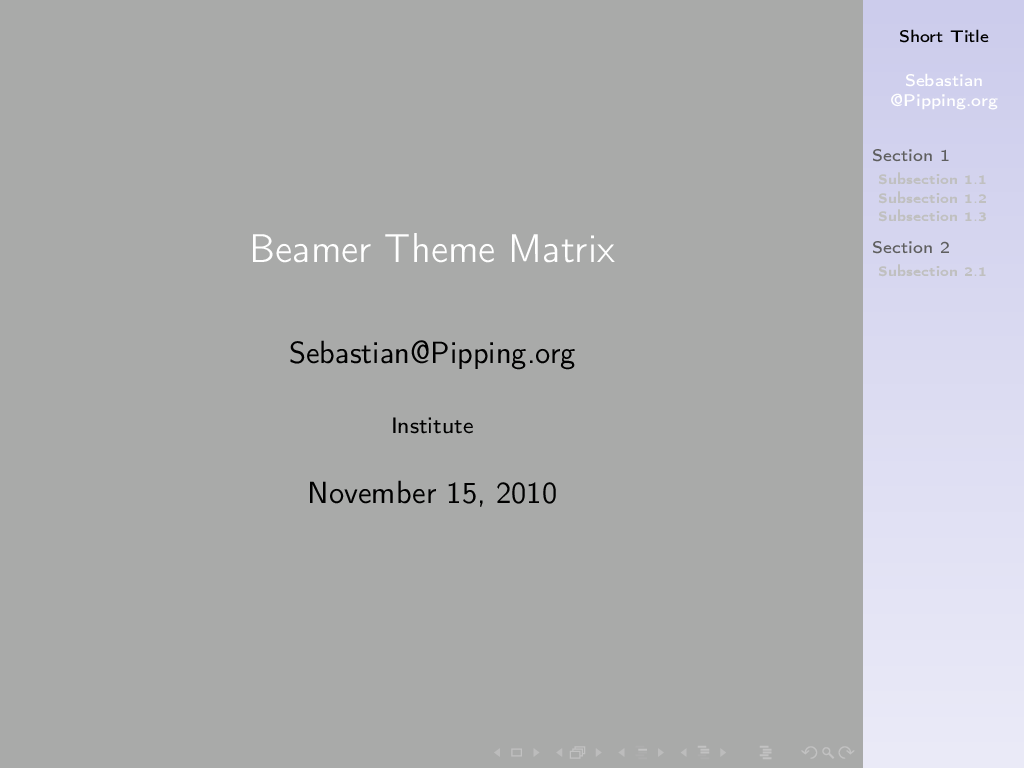 Beamer Theme Matrix
Sebastian@Pipping.org
Institute
November 15, 2010
Short Title
Sebastian
@Pipping.org
Section 1
Subsection 1.1
Subsection 1.2
Subsection 1.3
Section 2
Subsection 2.1